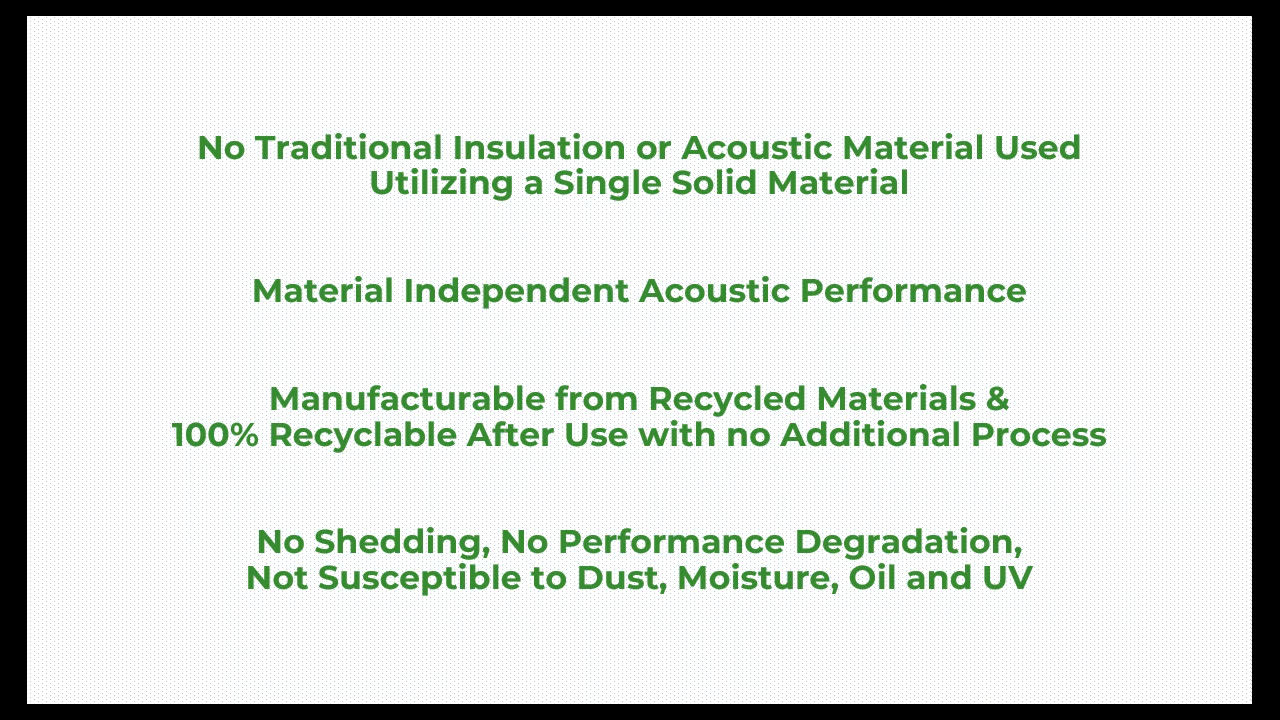 No Traditional Insulation or Acoustic Material Used
Utilizing a Single Solid Material
Material Independent Acoustic Performance
Manufacturable from Recycled Materials &
100% Recyclable After Use with no Additional Process
No Shedding, No Performance Degradation,
Not Susceptible to Dust, Moisture, Oil and UV